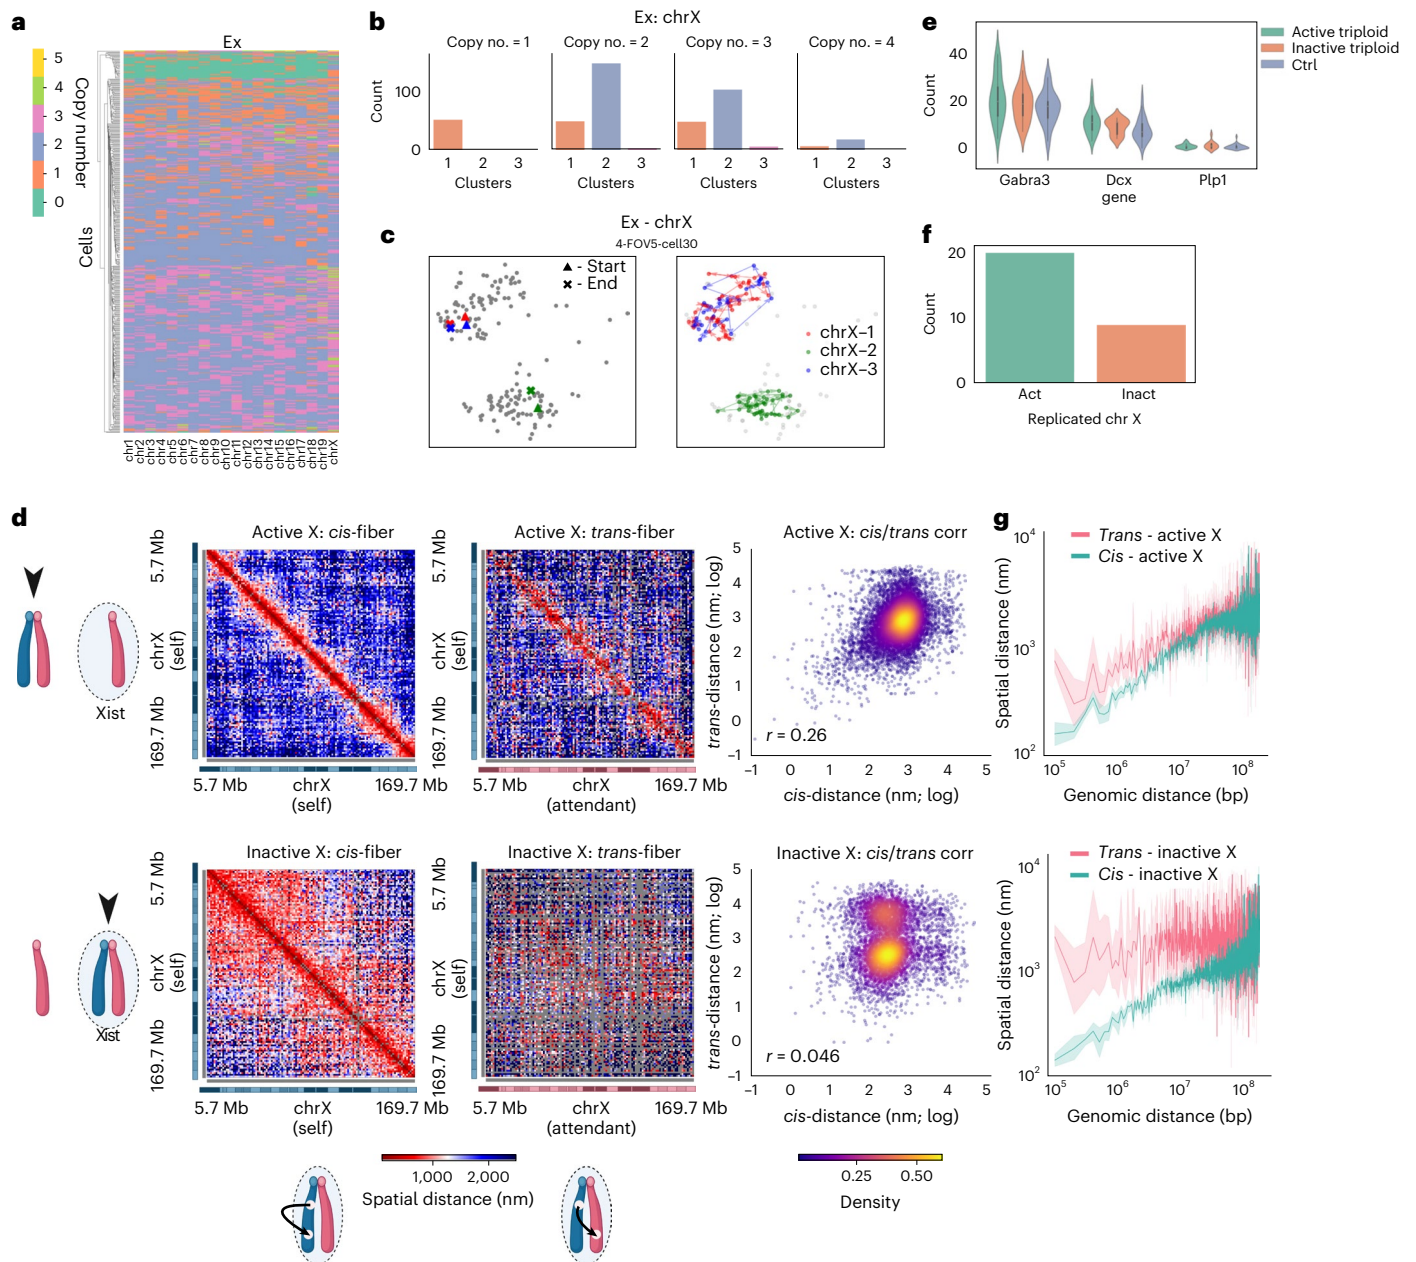 a
Ex
5
4
3
2
1
0
Copy number
Cells
chr1
chr2
chr3
chr4
chr5
chr6
chr7
chr8
chr9
chr10
chr11
chr12
chr13
chr14
chr15
chr16
chr17
chr18
chr19
chrX
b
Ex: chrX
Copy no. = 1
Copy no. = 2
Copy no. = 3
Copy no. = 4
Count
100
0
1 2 3
1 2 3
1 2 3
1 2 3
Clusters
Clusters
Clusters
Clusters
c
Ex - chrX
4-FOV5-cell30
- Start
- End
chrX–1
chrX–2
chrX–3
e
Count
40
20
0
Gabra3
Dcx
Plp1
gene
Active triploid
Inactive triploid
Ctrl
f
Count
20
10
0
Act
Inact
Replicated chr X
d
Xist
Active X: cis-fiber
5.7 Mb
chrX
(self)
169.7 Mb
5.7 Mb
chrX
(self)
169.7 Mb
Active X: trans-fiber
5.7 Mb
chrX
(self)
169.7 Mb
5.7 Mb
chrX
(attendant)
169.7 Mb
Active X: cis/trans corr
trans-distance (nm; log)
5
4
3
2
1
0
–1
r = 0.26
–1 0 1 2 3 4 5
cis-distance (nm; log)
g
Trans - active X
Cis - active X
Spatial distance (nm)
10⁴
10³
10²
10⁵ 10⁶ 10⁷ 10⁸
Genomic distance (bp)
Xist
Inactive X: cis-fiber
5.7 Mb
chrX
(self)
169.7 Mb
5.7 Mb
chrX
(self)
169.7 Mb
Inactive X: trans-fiber
5.7 Mb
chrX
(self)
169.7 Mb
5.7 Mb
chrX
(attendant)
169.7 Mb
Inactive X: cis/trans corr
trans-distance (nm; log)
5
4
3
2
1
0
–1
r = 0.046
–1 0 1 2 3 4 5
cis-distance (nm; log)
Trans - inactive X
Cis - inactive X
Spatial distance (nm)
10⁴
10³
10²
10⁵ 10⁶ 10⁷ 10⁸
Genomic distance (bp)
1,000 2,000
Spatial distance (nm)
0.25 0.50
Density